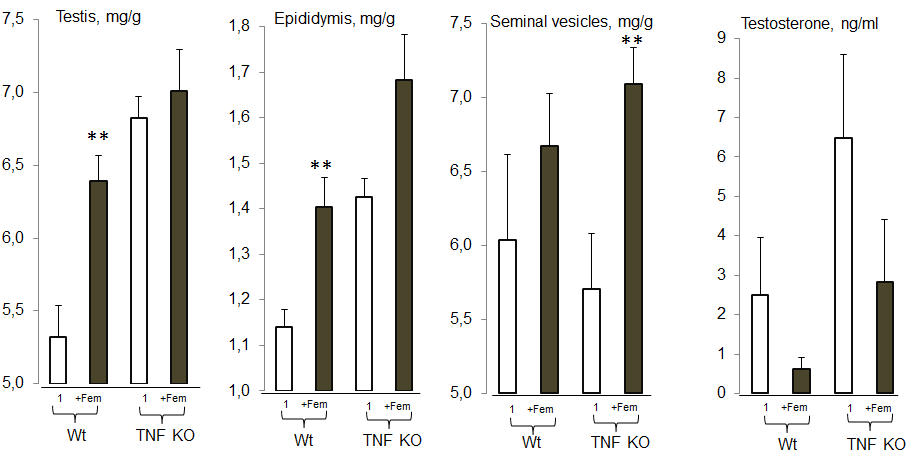 Testis, mg/g
7,5
7,0
6,5
6,0
5,5
5,0
**
1 +Fem 1 +Fem
Wt TNF KO
Epididymis, mg/g
1,8
1,7
1,6
1,5
1,4
1,3
1,2
1,1
1,0
**
1 +Fem 1 +Fem
Wt TNF KO
Seminal vesicles, mg/g
7,5
7,0
6,5
6,0
5,5
5,0
**
1 +Fem 1 +Fem
Wt TNF KO
Testosterone, ng/ml
9
8
7
6
5
4
3
2
1
0
1 +Fem 1 +Fem
Wt TNF KO